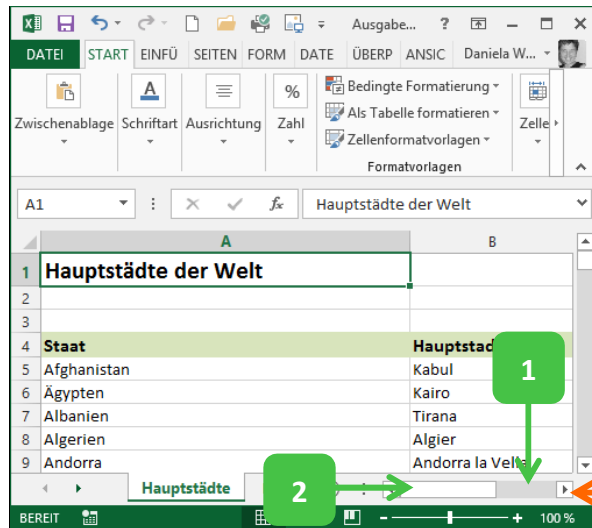 Ausgabe... ?
DATEI START EINFÜ SEITEN FORM DATE ÜBERP ANSIC Daniela W...
Zwischenablage Schriftart Ausrichtung Zahl % A
Bedingte Formatierung
Als Tabelle formatieren
Zellenformatvorlagen
Zelle
Formatvorlagen
A1 fx Hauptstädte der Welt
A B
1 Hauptstädte der Welt
2
3
4 Staat
5 Afghanistan Kabul
6 Ägypten Kairo
7 Albanien Tirana
8 Algerien Algier
9 Andorra Andorra la
1
2
Hauptstädte
BEREIT 100 %